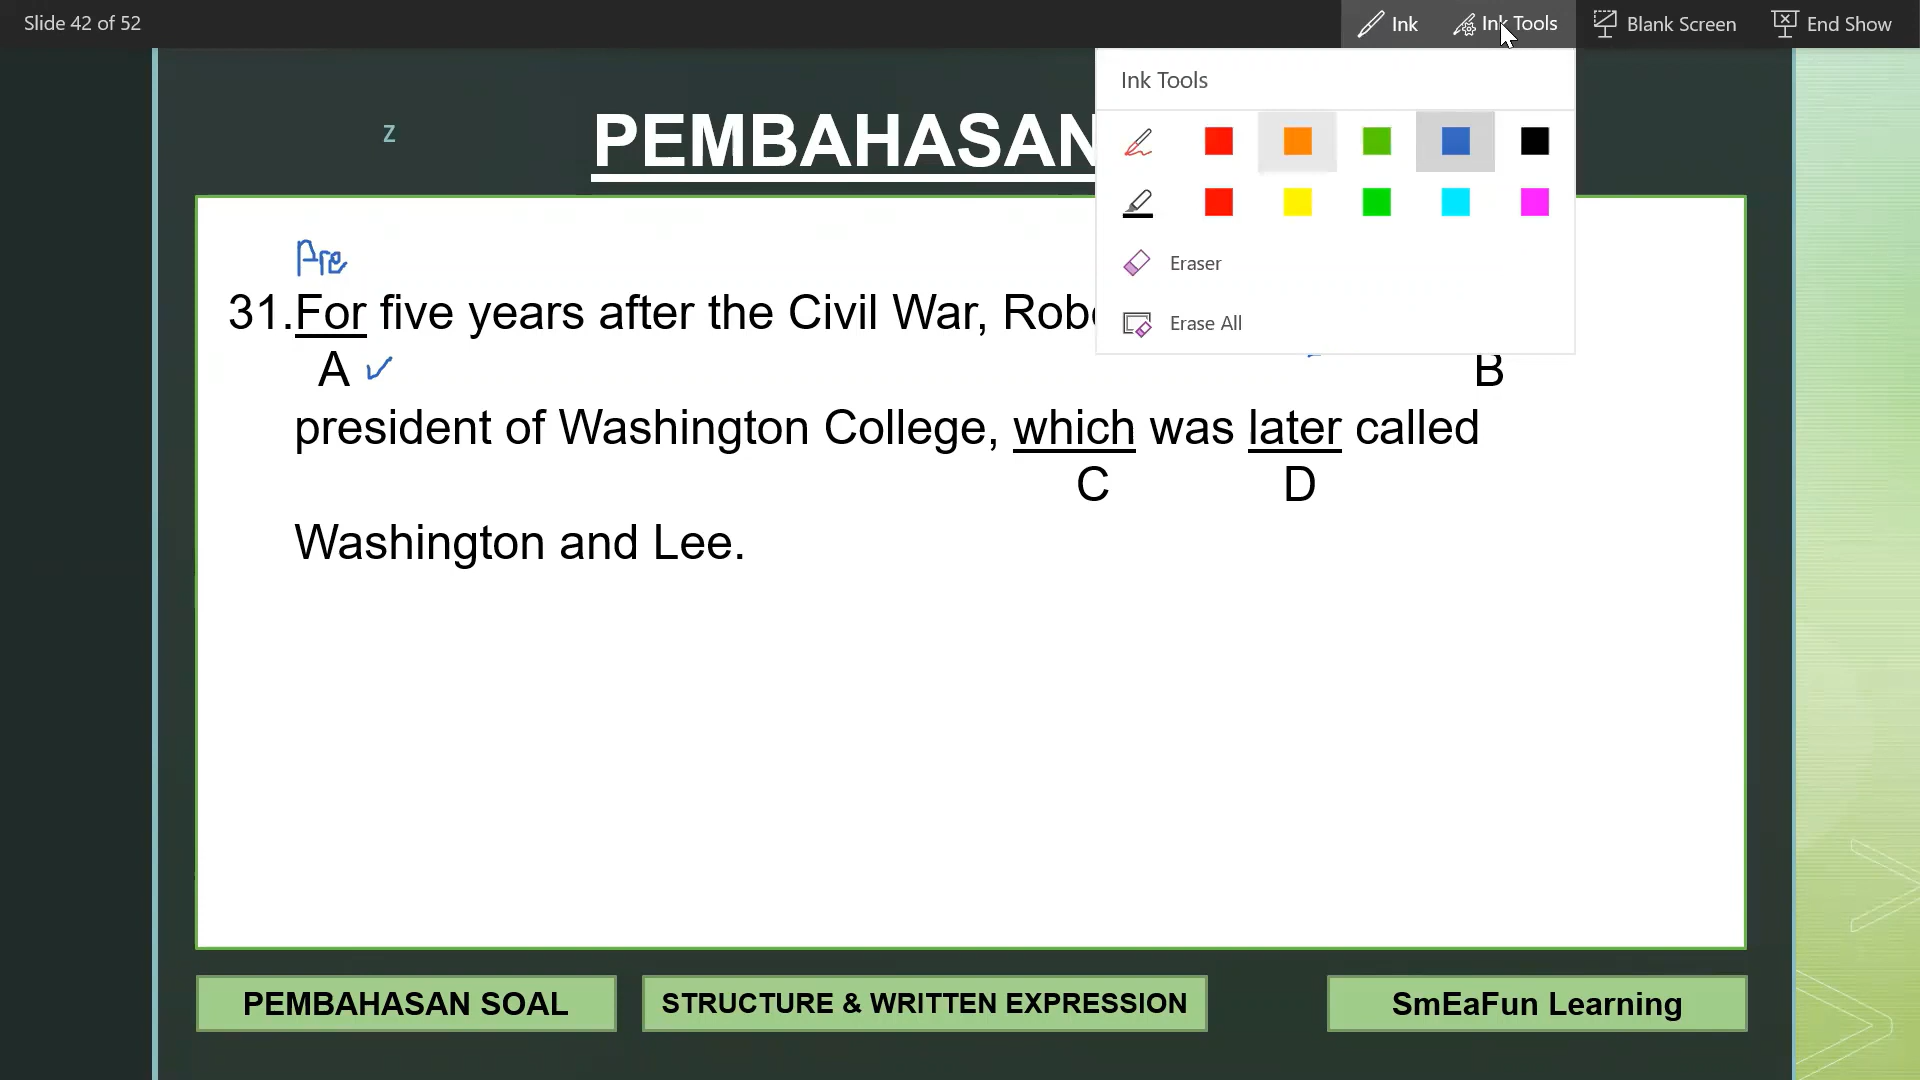 Slide 42 of 52
Ink
Ink Tools
Blank Screen
End Show
Ink Tools
Eraser
Erase All
z
PEMBAHASAN
Pre
31.For five years after the Civil War, Robe
A ✓
B
president of Washington College, which was later called
C D
Washington and Lee.
PEMBAHASAN SOAL
STRUCTURE & WRITTEN EXPRESSION
SmEaFun Learning